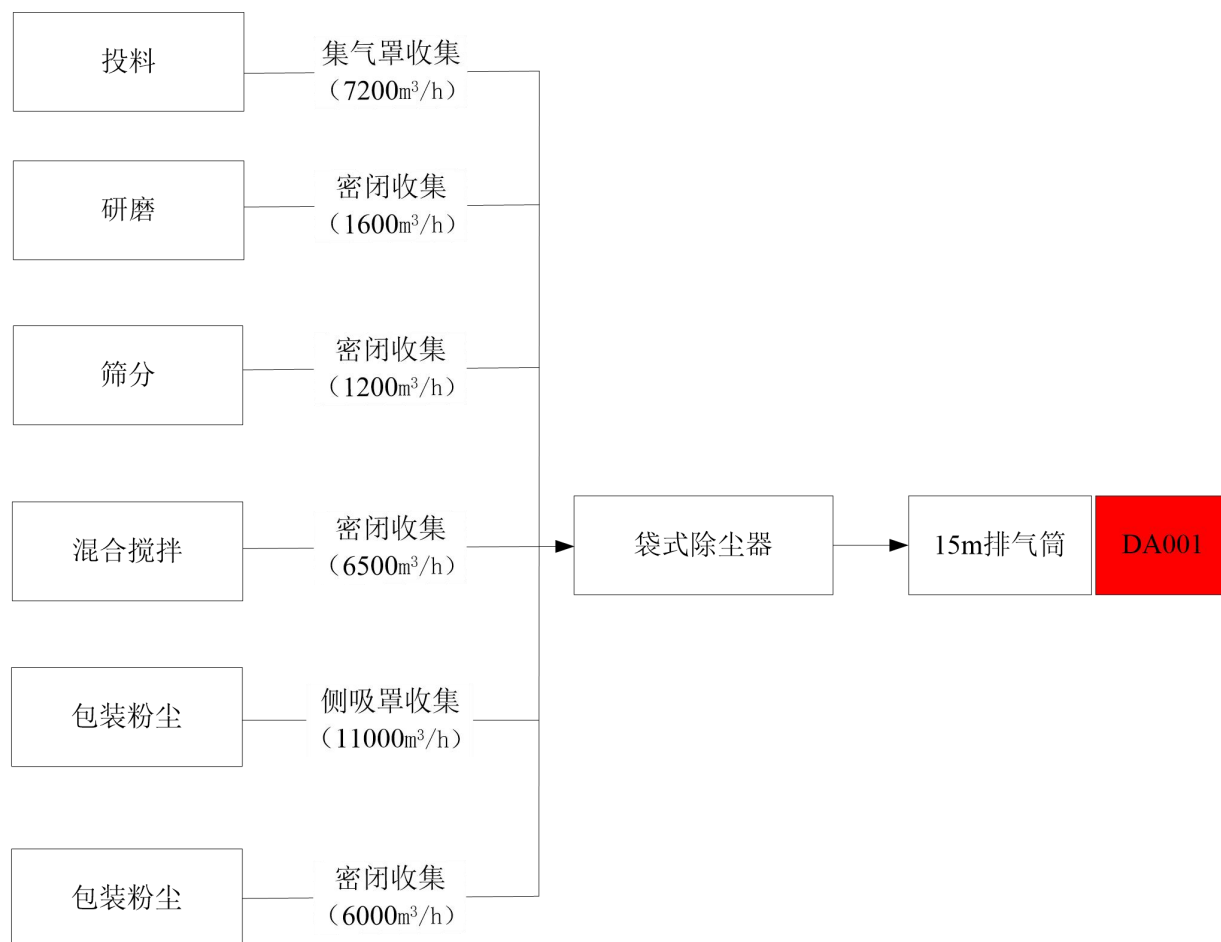 投料
集气罩收集
（7200m³/h）
研磨
密闭收集
（1600m³/h）
筛分
密闭收集
（1200m³/h）
混合搅拌
密闭收集
（6500m³/h）
袋式除尘器
15m排气筒
DA001
包装粉尘
侧吸罩收集
（11000m³/h）
包装粉尘
密闭收集
（6000m³/h）